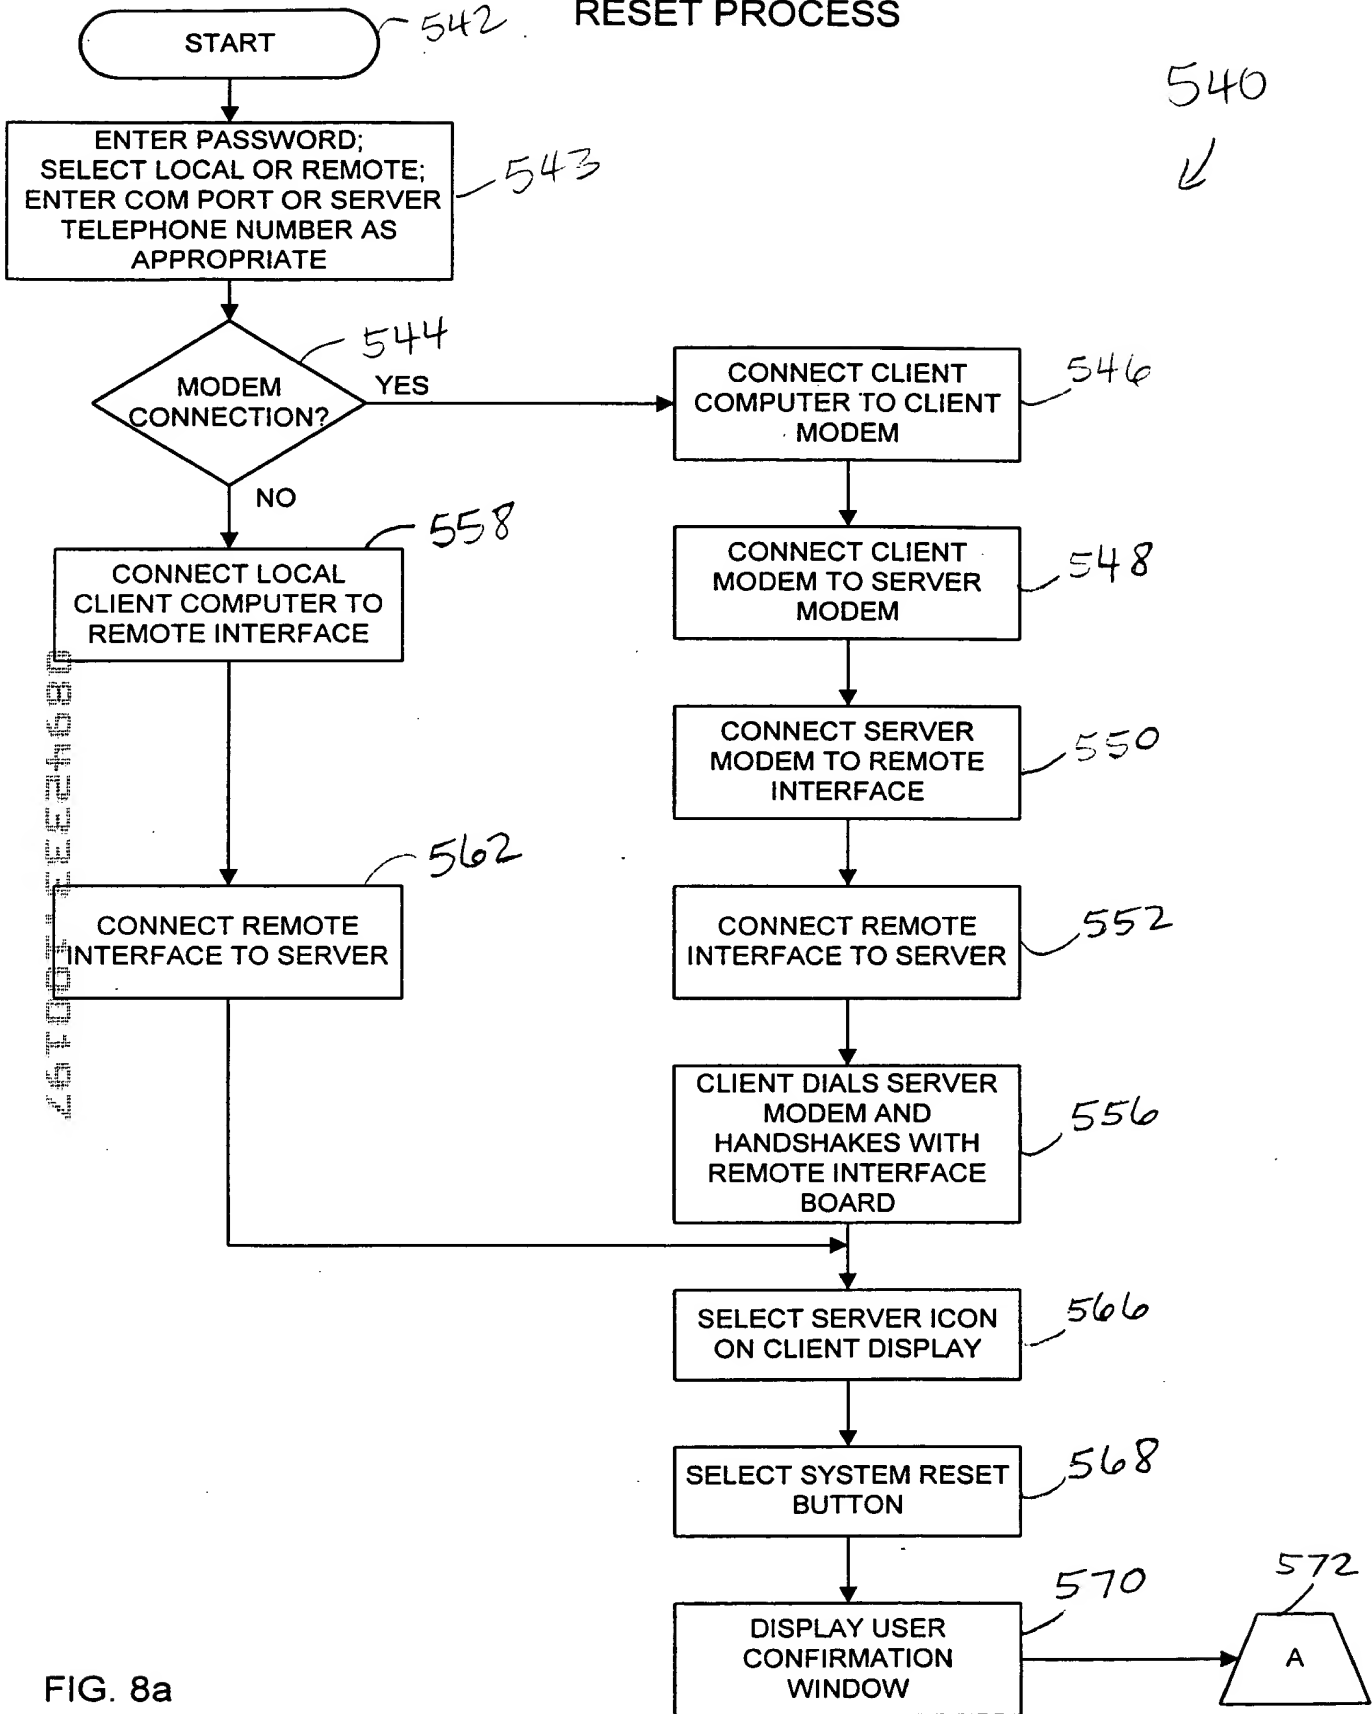 RESET PROCESS
START
542
540
ENTER PASSWORD;
SELECT LOCAL OR REMOTE;
ENTER COM PORT OR SERVER
TELEPHONE NUMBER AS
APPROPRIATE
543
MODEM
CONNECTION?
544
YES
NO
CONNECT CLIENT
COMPUTER TO CLIENT
MODEM
546
558
CONNECT LOCAL
CLIENT COMPUTER TO
REMOTE INTERFACE
CONNECT CLIENT
MODEM TO SERVER
MODEM
548
CONNECT SERVER
MODEM TO REMOTE
INTERFACE
550
562
CONNECT REMOTE
INTERFACE TO SERVER
CONNECT REMOTE
INTERFACE TO SERVER
552
CLIENT DIALS SERVER
MODEM AND
HANDSHAKES WITH
REMOTE INTERFACE
BOARD
556
SELECT SERVER ICON
ON CLIENT DISPLAY
566
SELECT SYSTEM RESET
BUTTON
568
DISPLAY USER
CONFIRMATION
WINDOW
570
572
A
FIG. 8a